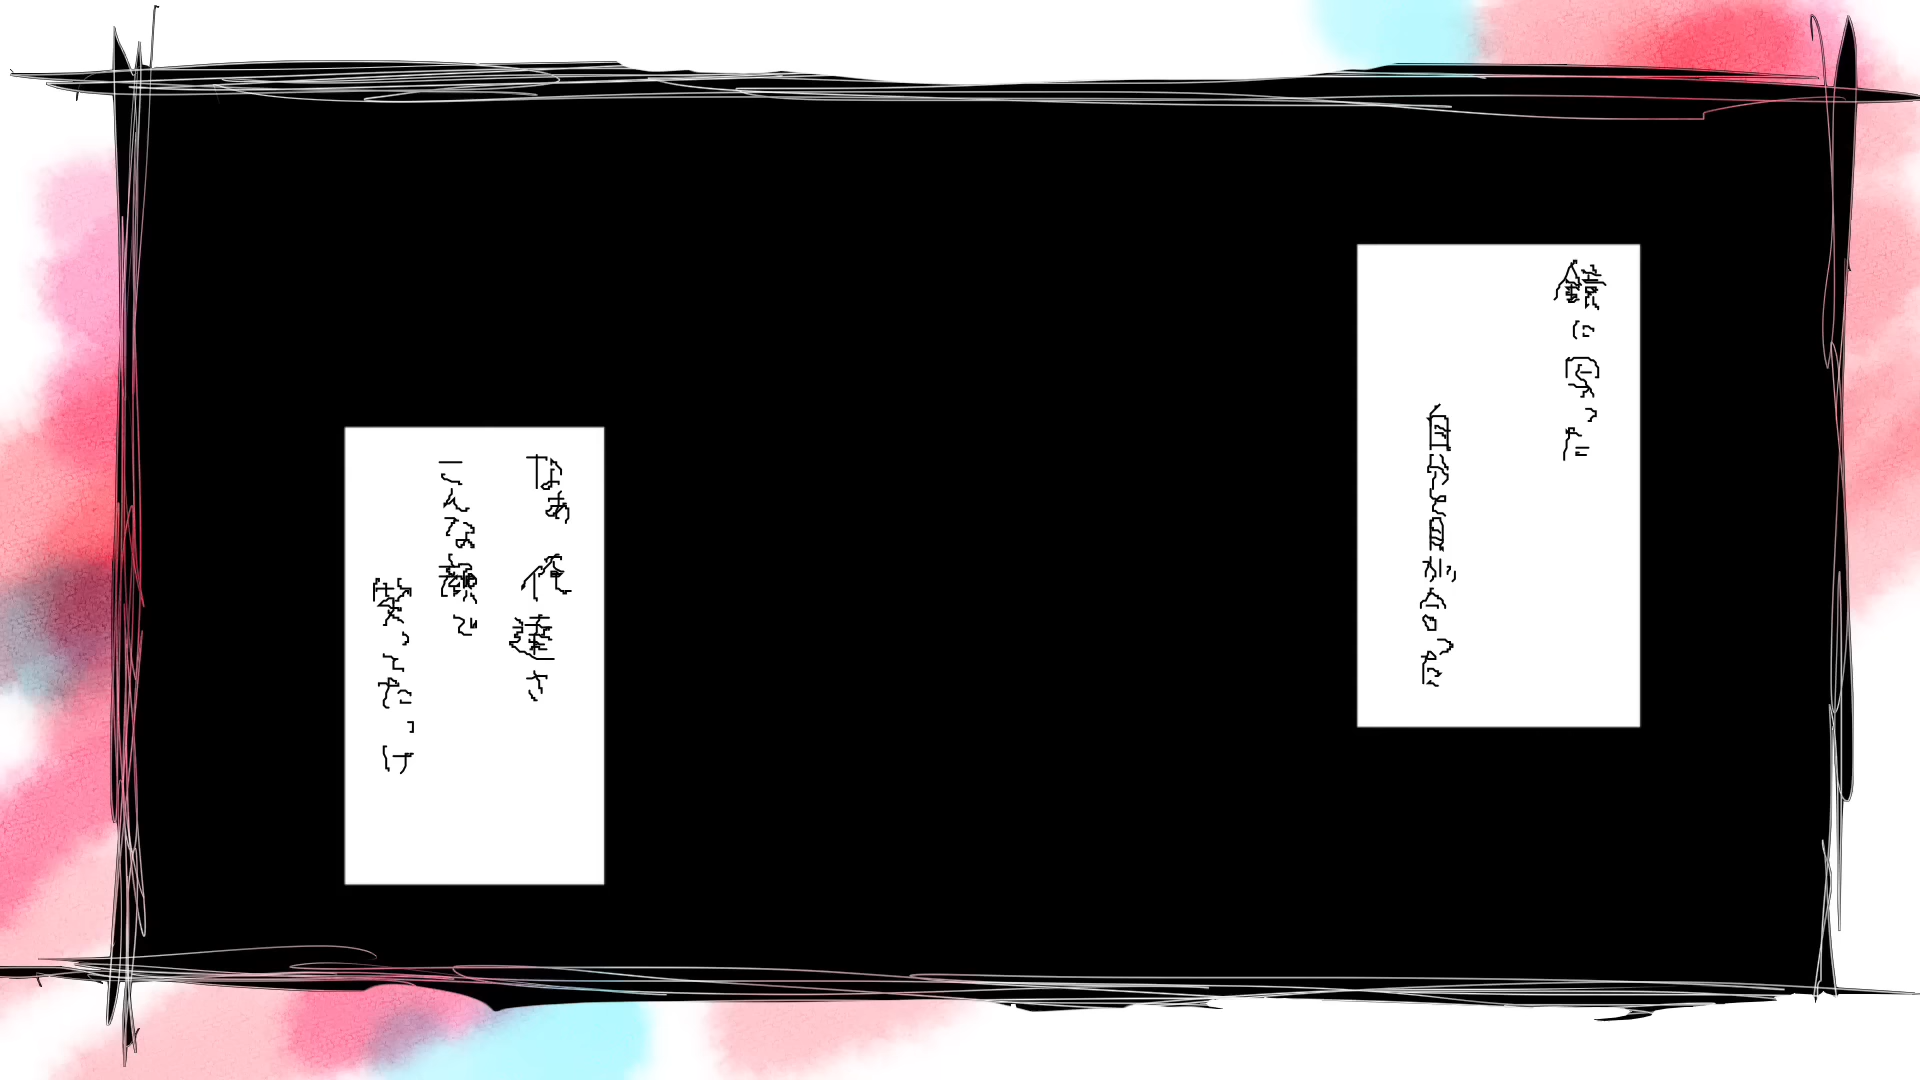 鏡に写った
自分と目が合った
なあ 俺達さ
こんな顔で
笑ってたっけ